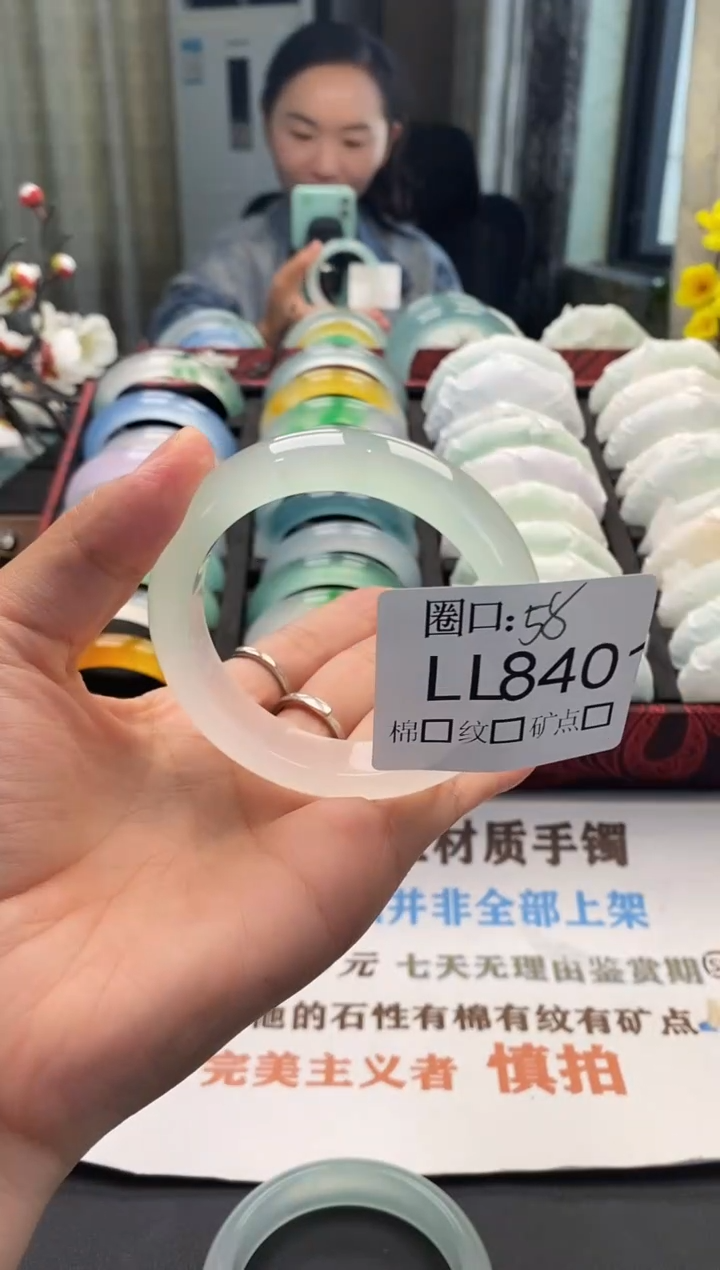 圈口:58
LL840
棉□ 纹□ 矿点□
材质手镯
并非全部上架
元 七天无理由鉴赏期
他的石性有棉有纹有矿点
完美主义者 慎拍